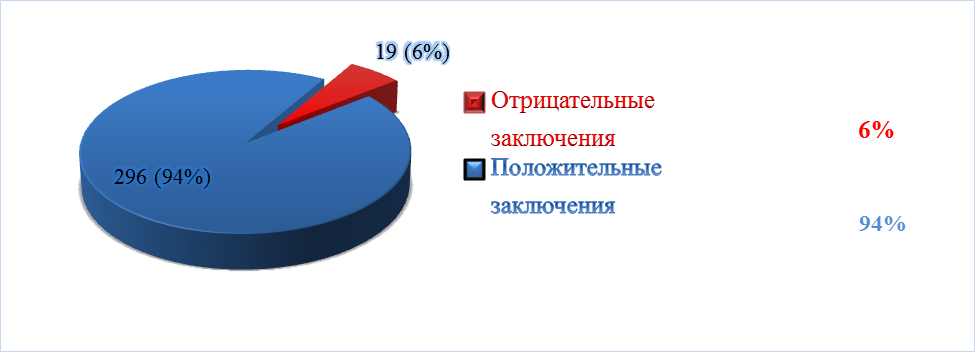 19 (6%)
296 (94%)
Отрицательные
заключения
6%
Положительные
заключения
94%